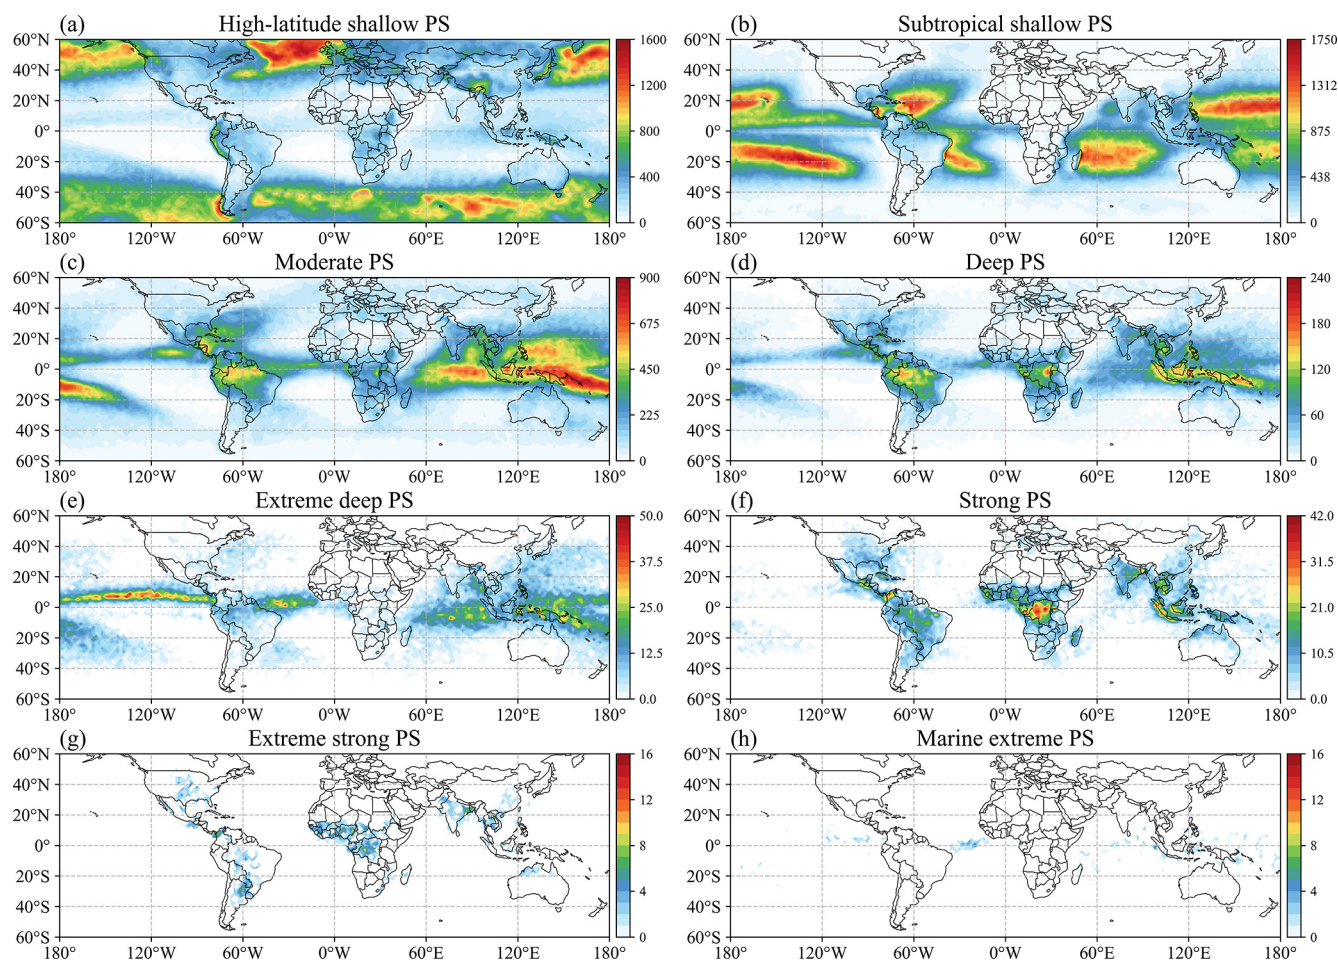 (a) High-latitude shallow PS
60°N
40°N
20°N
0°
20°S
40°S
60°S
180° 120°W 60°W 0°W 60°E 120°E 180°
1600
1200
800
400
0
(b) Subtropical shallow PS
60°N
40°N
20°N
0°
20°S
40°S
60°S
180° 120°W 60°W 0°W 60°E 120°E 180°
1750
1312
875
438
0
(c) Moderate PS
60°N
40°N
20°N
0°
20°S
40°S
60°S
180° 120°W 60°W 0°W 60°E 120°E 180°
900
675
450
225
0
(d) Deep PS
60°N
40°N
20°N
0°
20°S
40°S
60°S
180° 120°W 60°W 0°W 60°E 120°E 180°
240
180
120
60
0
(e) Extreme deep PS
60°N
40°N
20°N
0°
20°S
40°S
60°S
180° 120°W 60°W 0°W 60°E 120°E 180°
50.0
37.5
25.0
12.5
0.0
(f) Strong PS
60°N
40°N
20°N
0°
20°S
40°S
60°S
180° 120°W 60°W 0°W 60°E 120°E 180°
42.0
31.5
21.0
10.5
0.0
(g) Extreme strong PS
60°N
40°N
20°N
0°
20°S
40°S
60°S
180° 120°W 60°W 0°W 60°E 120°E 180°
16
12
8
4
0
(h) Marine extreme PS
60°N
40°N
20°N
0°
20°S
40°S
60°S
180° 120°W 60°W 0°W 60°E 120°E 180°
16
12
8
4
0